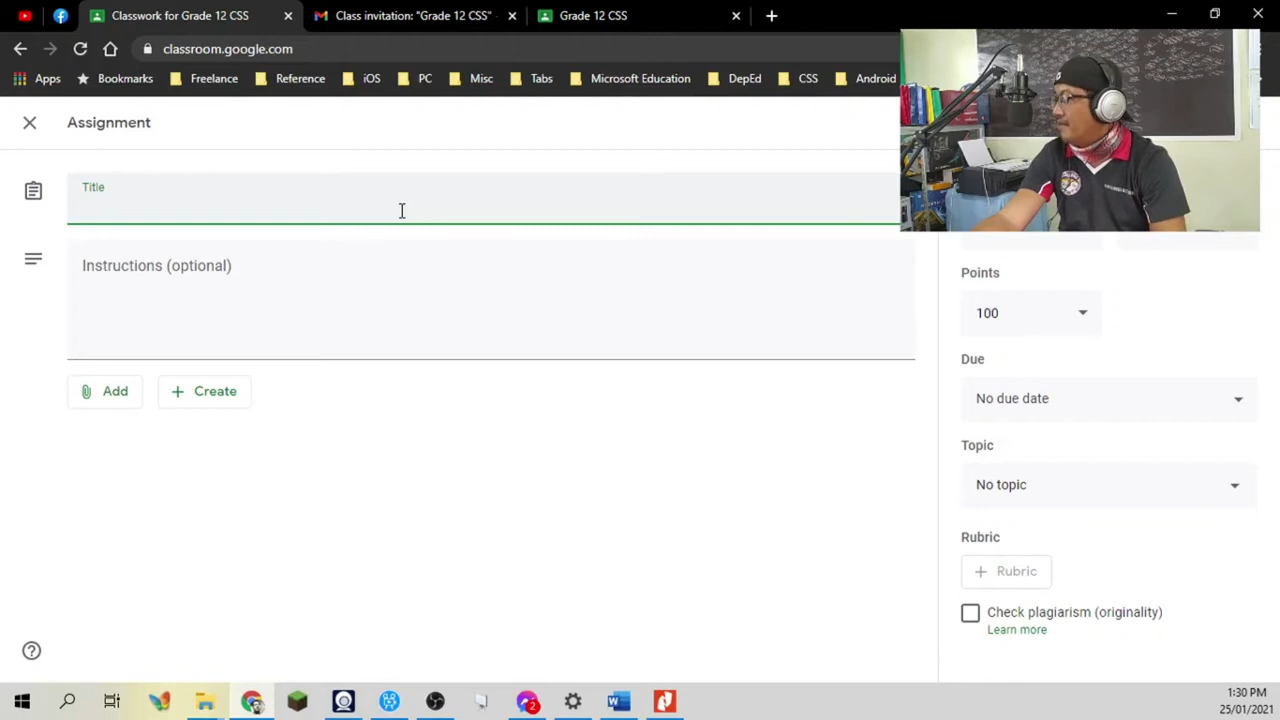 Classwork for Grade 12 CSS
Class invitation: "Grade 12 CSS"
Grade 12 CSS
classroom.google.com
Apps
Bookmarks
Freelance
Reference
iOS
PC
Misc
Tabs
Microsoft Education
DepEd
CSS
Android
Assignment
Title
Instructions (optional)
Add
Create
Points
100
Due
No due date
Topic
No topic
Rubric
Rubric
Check plagiarism (originality)
Learn more
2
1:30 PM
25/01/2021